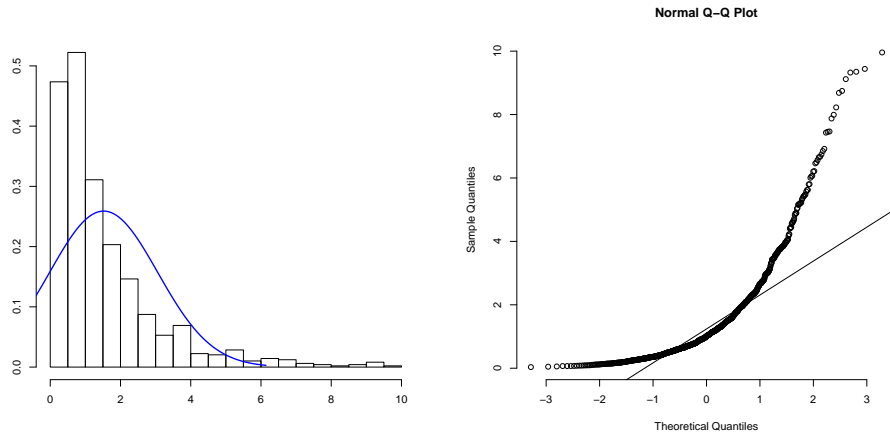 Normal Q−Q Plot
0.0 0.1 0.2 0.3 0.4 0.5
0 2 4 6 8 10
Sample Quantiles
0 2 4 6 8 10
−3 −2 −1 0 1 2 3
Theoretical Quantiles